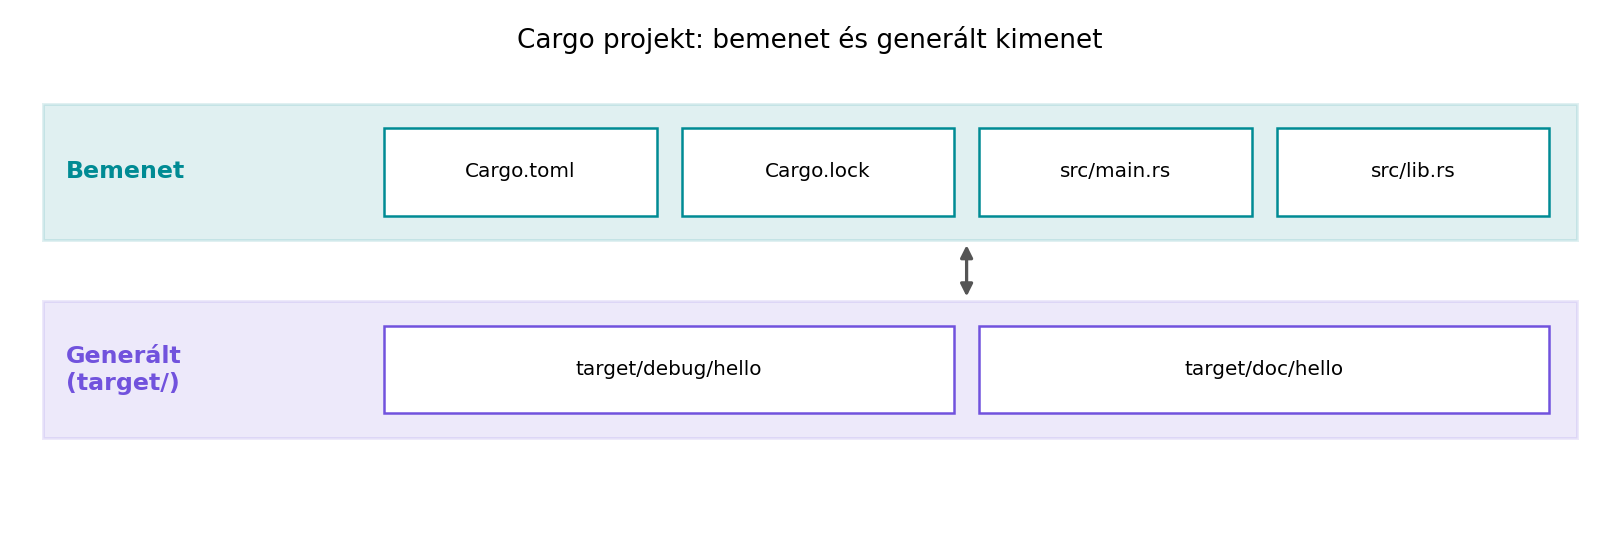 Cargo projekt: bemenet és generált kimenet
Bemenet
Cargo.toml
Cargo.lock
src/main.rs
src/lib.rs
Generált
(target/)
target/debug/hello
target/doc/hello